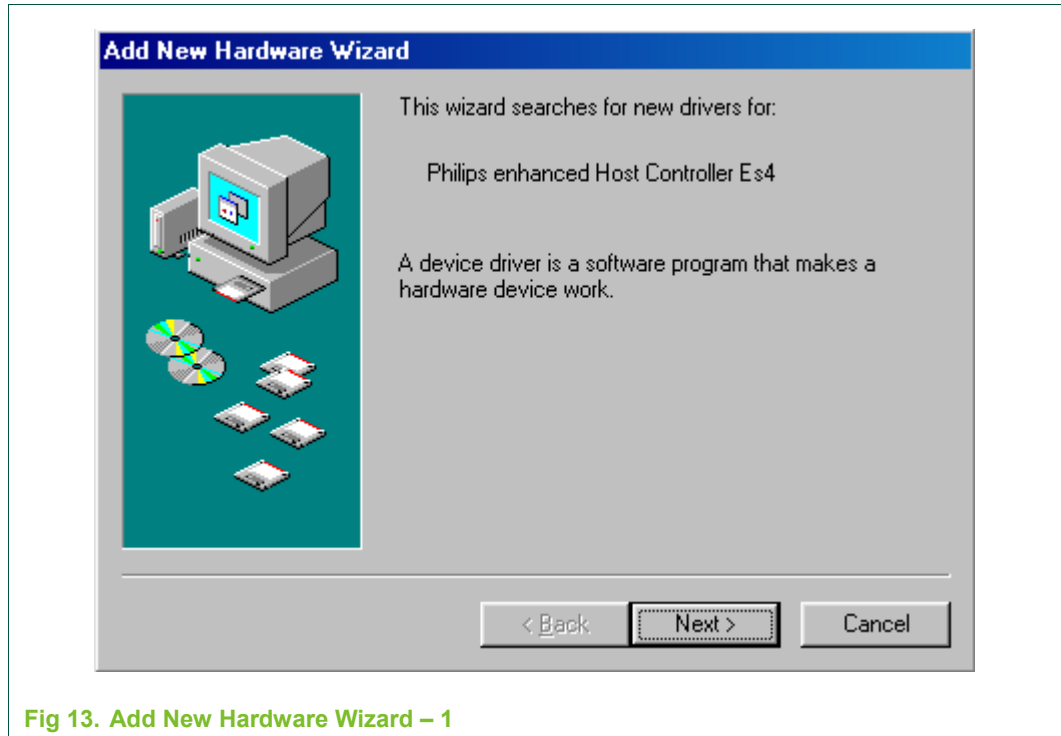 Add New Hardware Wizard
This wizard searches for new drivers for:
Philips enhanced Host Controller Es4
A device driver is a software program that makes a
hardware device work.
< Back
Next >
Cancel
Fig 13. Add New Hardware Wizard – 1